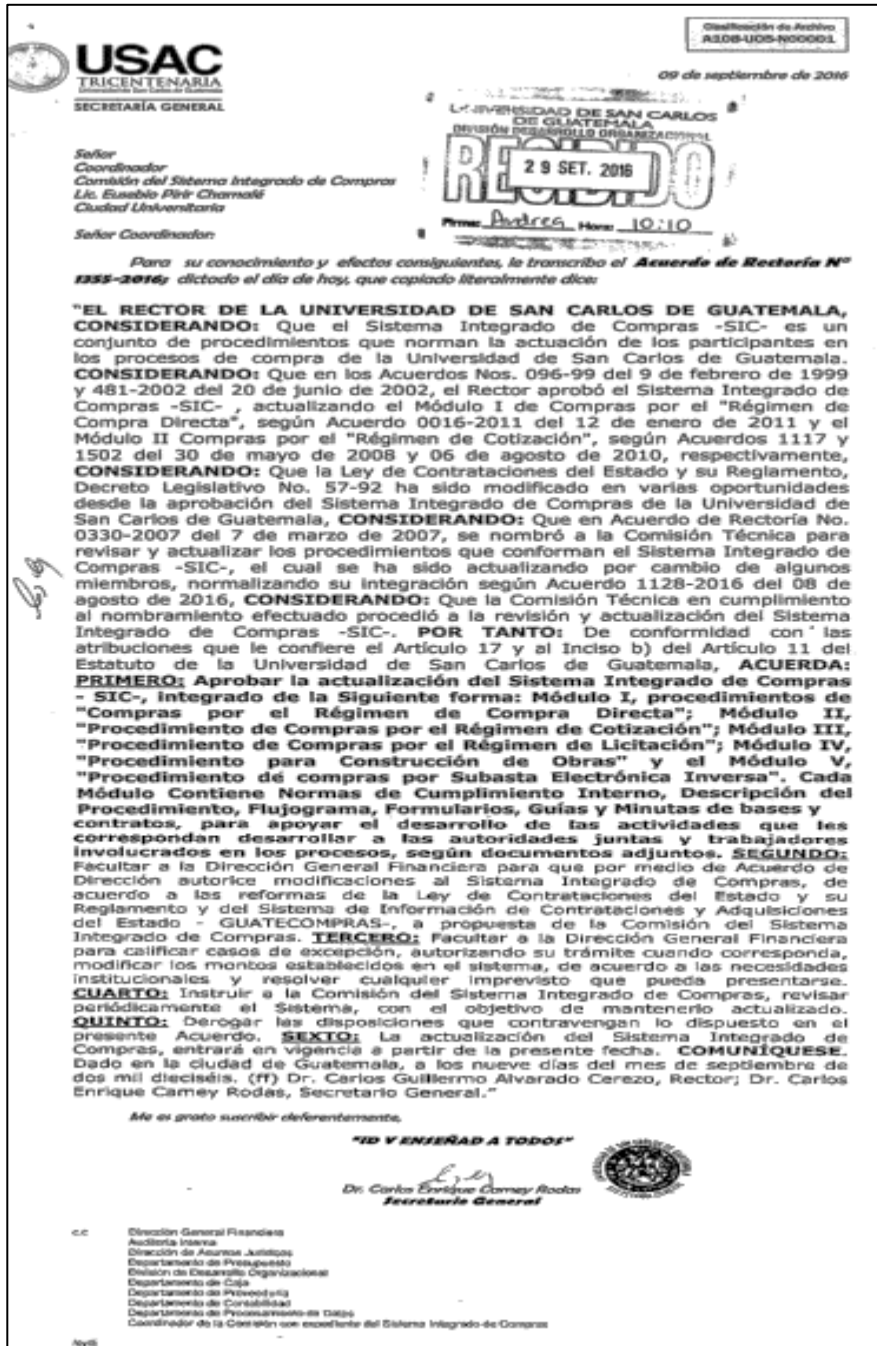 Clasificación de Archivo
A108-UOS-N00001
USAC
TRICENTENARIA
Universidad de San Carlos de Guatemala
SECRETARÍA GENERAL
09 de septiembre de 2016
UNIVERSIDAD DE SAN CARLOS
DE GUATEMALA
DIVISIÓN DESARROLLO ORGANIZACIONAL
RECIBIDO
29 SET. 2016
Firma: Andrea Hora: 10:10
Señor
Coordinador
Comisión del Sistema Integrado de Compras
Lic. Eusebio Pirir Chamalé
Ciudad Universitaria
Señor Coordinador:
Para su conocimiento y efectos consiguientes, le transcribo el Acuerdo de Rectoría Nº
1355-2016; dictado el día de hoy, que copiado literalmente dice:
"EL RECTOR DE LA UNIVERSIDAD DE SAN CARLOS DE GUATEMALA,
CONSIDERANDO: Que el Sistema Integrado de Compras -SIC- es un
conjunto de procedimientos que norman la actuación de los participantes en
los procesos de compra de la Universidad de San Carlos de Guatemala.
CONSIDERANDO: Que en los Acuerdos Nos. 096-99 del 9 de febrero de 1999
y 481-2002 del 20 de junio de 2002, el Rector aprobó el Sistema Integrado de
Compras -SIC- , actualizando el Módulo I de Compras por el "Régimen de
Compra Directa", según Acuerdo 0016-2011 del 12 de enero de 2011 y el
Módulo II Compras por el "Régimen de Cotización", según Acuerdos 1117 y
1502 del 30 de mayo de 2008 y 06 de agosto de 2010, respectivamente,
CONSIDERANDO: Que la Ley de Contrataciones del Estado y su Reglamento,
Decreto Legislativo No. 57-92 ha sido modificado en varias oportunidades
desde la aprobación del Sistema Integrado de Compras de la Universidad de
San Carlos de Guatemala, CONSIDERANDO: Que en Acuerdo de Rectoría No.
0330-2007 del 7 de marzo de 2007, se nombró a la Comisión Técnica para
revisar y actualizar los procedimientos que conforman el Sistema Integrado de
Compras -SIC-, el cual se ha sido actualizando por cambio de algunos
miembros, normalizando su integración según Acuerdo 1128-2016 del 08 de
agosto de 2016, CONSIDERANDO: Que la Comisión Técnica en cumplimiento
al nombramiento efectuado procedió a la revisión y actualización del Sistema
Integrado de Compras -SIC-. POR TANTO: De conformidad con las
atribuciones que le confiere el Artículo 17 y al Inciso b) del Artículo 11 del
Estatuto de la Universidad de San Carlos de Guatemala, ACUERDA:
PRIMERO: Aprobar la actualización del Sistema Integrado de Compras
- SIC-, integrado de la Siguiente forma: Módulo I, procedimientos de
"Compras por el Régimen de Compra Directa"; Módulo II,
"Procedimiento de Compras por el Régimen de Cotización"; Módulo III,
"Procedimiento de Compras por el Régimen de Licitación"; Módulo IV,
"Procedimiento para Construcción de Obras" y el Módulo V,
"Procedimiento de compras por Subasta Electrónica Inversa". Cada
Módulo Contiene Normas de Cumplimiento Interno, Descripción del
Procedimiento, Flujograma, Formularios, Guías y Minutas de bases y
contratos, para apoyar el desarrollo de las actividades que les
correspondan desarrollar a las autoridades juntas y trabajadores
involucrados en los procesos, según documentos adjuntos. SEGUNDO:
Facultar a la Dirección General Financiera para que por medio de Acuerdo de
Dirección autorice modificaciones al Sistema Integrado de Compras, de
acuerdo a las reformas de la Ley de Contrataciones del Estado y su
Reglamento y del Sistema de Información de Contrataciones y Adquisiciones
del Estado - GUATECOMPRAS-, a propuesta de la Comisión del Sistema
Integrado de Compras. TERCERO: Facultar a la Dirección General Financiera
para calificar casos de excepción, autorizando su trámite cuando corresponda,
modificar los montos establecidos en el sistema, de acuerdo a las necesidades
institucionales y resolver cualquier imprevisto que pueda presentarse.
CUARTO: Instruir a la Comisión del Sistema Integrado de Compras, revisar
periódicamente el Sistema, con el objetivo de mantenerlo actualizado.
QUINTO: Derogar las disposiciones que contravengan lo dispuesto en el
presente Acuerdo. SEXTO: La actualización del Sistema Integrado de
Compras, entrará en vigencia a partir de la presente fecha. COMUNÍQUESE.
Dado en la ciudad de Guatemala, a los nueve días del mes de septiembre de
dos mil dieciséis. (ff) Dr. Carlos Guillermo Alvarado Cerezo, Rector; Dr. Carlos
Enrique Camey Rodas, Secretario General."
Me es grato suscribir deferentemente,
"ID Y ENSEÑAD A TODOS"
Dr. Carlos Enrique Camey Rodas
Secretario General
c.c Dirección General Financiera
Auditoría Interna
Dirección de Asuntos Jurídicos
Departamento de Presupuesto
División de Desarrollo Organizacional
Departamento de Caja
Departamento de Proveeduría
Departamento de Contabilidad
Departamento de Procesamiento de Datos
Coordinador de la Comisión con expediente del Sistema Integrado de Compras